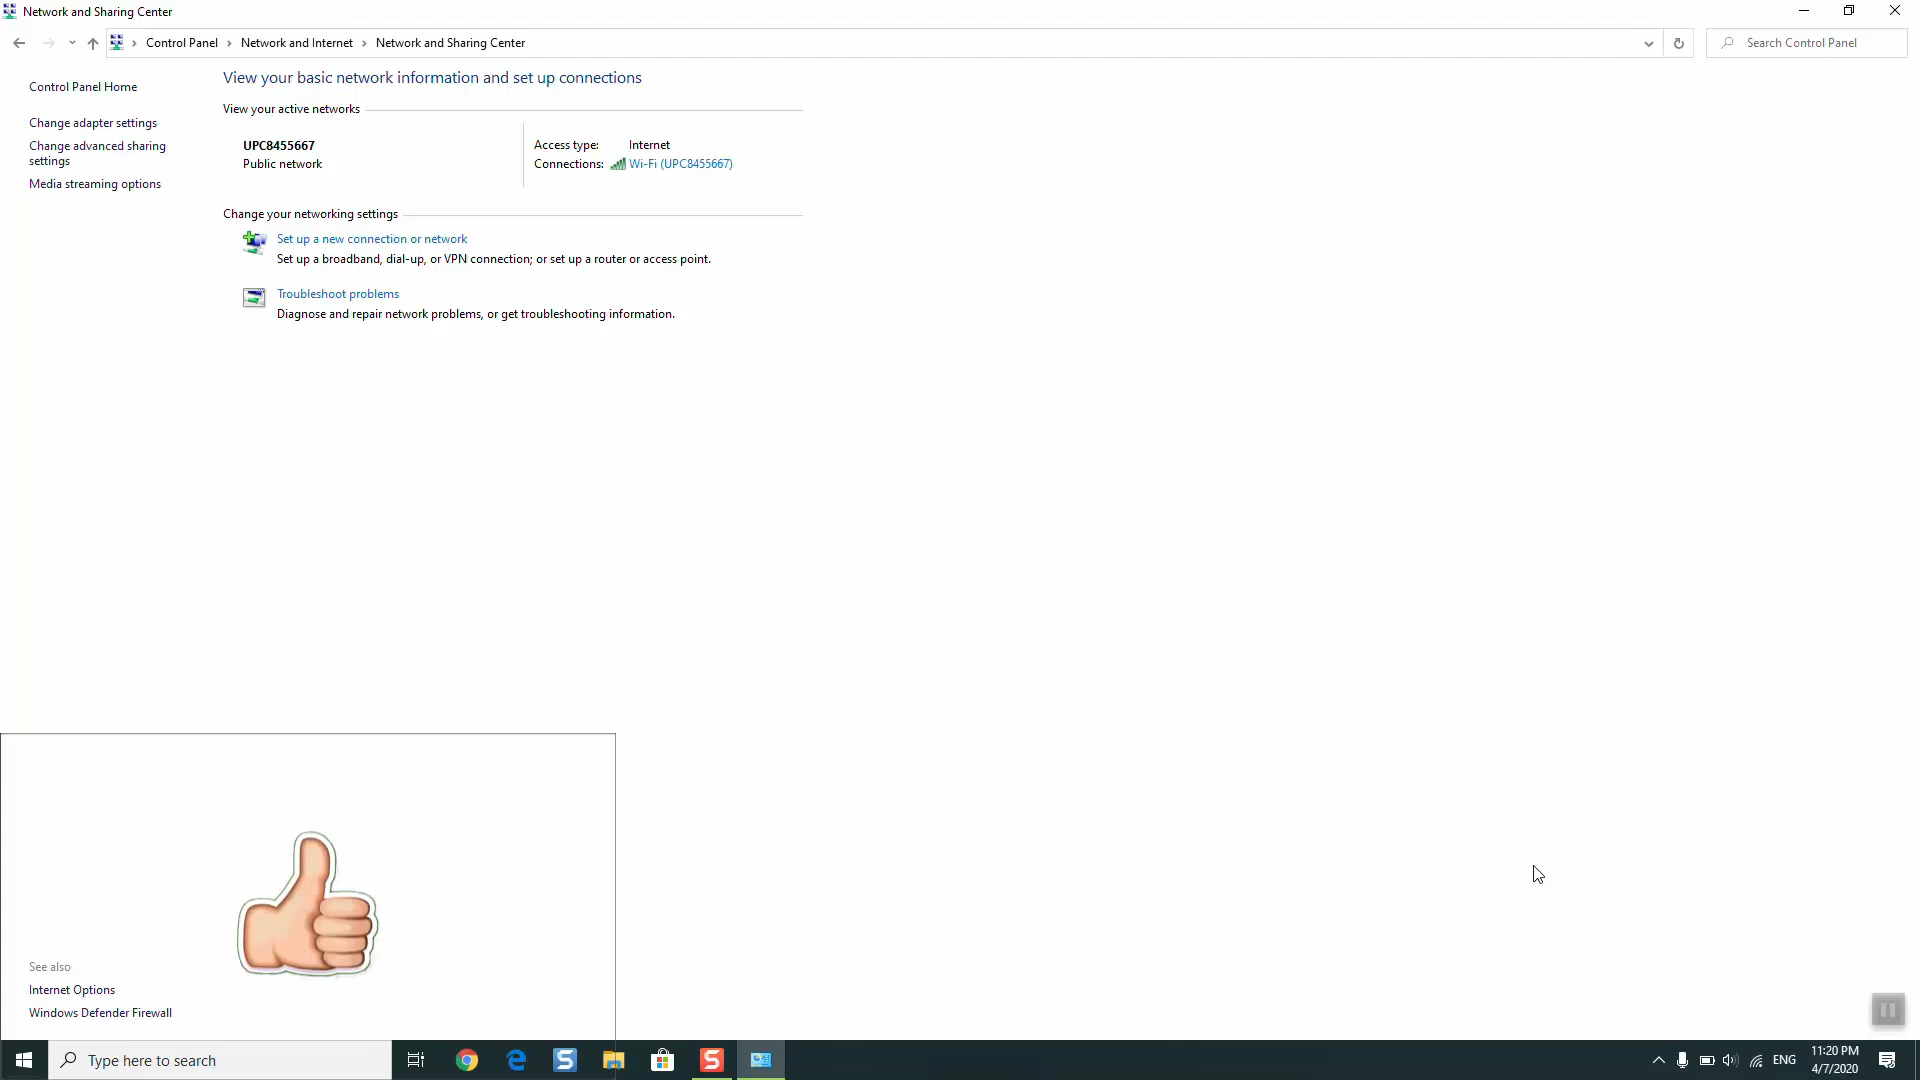 Network and Sharing Center
Control Panel > Network and Internet > Network and Sharing Center
Search Control Panel
Control Panel Home
Change adapter settings
Change advanced sharing
settings
Media streaming options
View your basic network information and set up connections
View your active networks
UPC8455667
Public network
Access type: Internet
Connections: Wi-Fi (UPC8455667)
Change your networking settings
Set up a new connection or network
Set up a broadband, dial-up, or VPN connection; or set up a router or access point.
Troubleshoot problems
Diagnose and repair network problems, or get troubleshooting information.
See also
Internet Options
Windows Defender Firewall
Type here to search
ENG
11:20 PM
4/7/2020